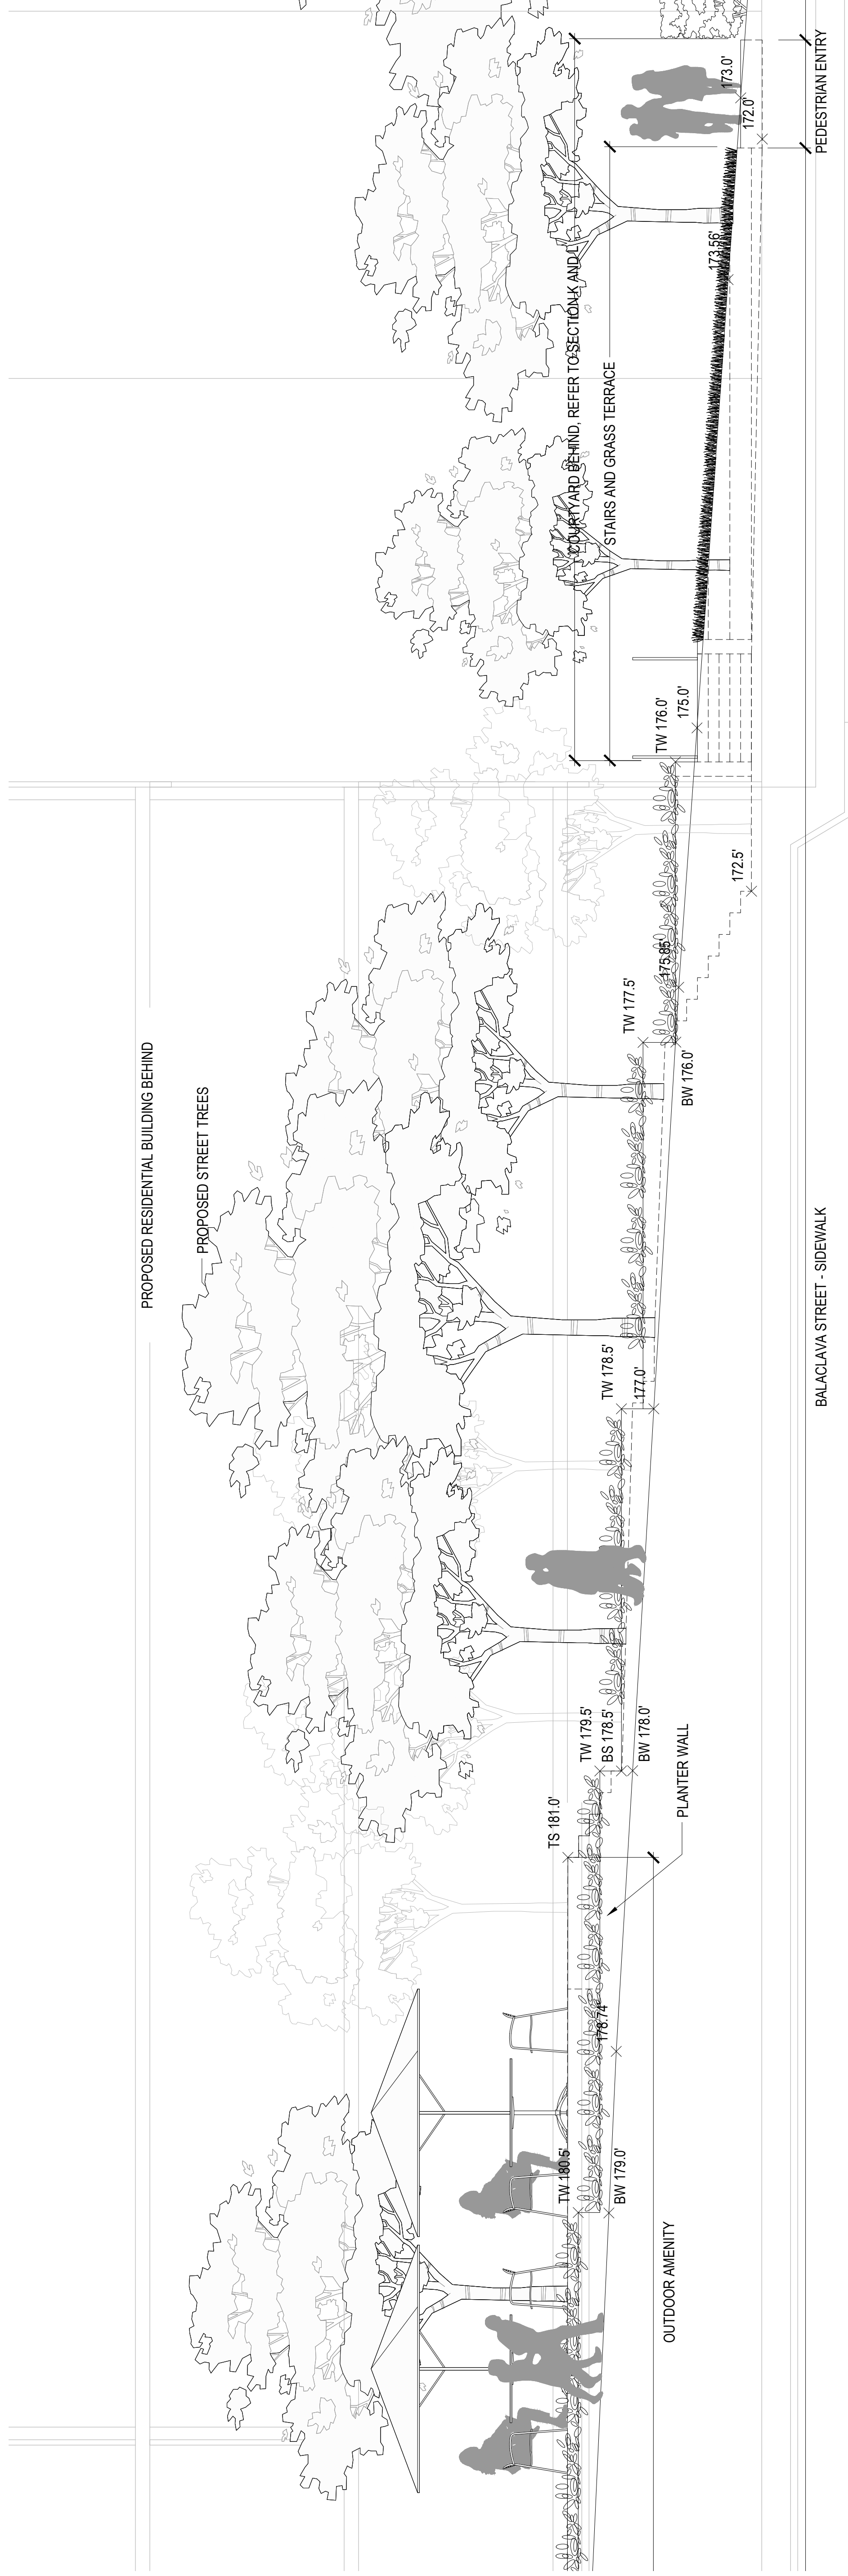 PROPOSED RESIDENTIAL BUILDING BEHIND
PROPOSED STREET TREES
COURTYARD BEHIND, REFER TO SECTION K AND L
STAIRS AND GRASS TERRACE
TS 181.0'
TW 180.5'
BW 179.0'
178.74'
TW 179.5'
BS 178.5'
BW 178.0'
TW 178.5'
177.0'
TW 177.5'
BW 176.0'
175.85'
172.5'
TW 176.0'
175.0'
173.56'
173.0'
172.0'
OUTDOOR AMENITY
PLANTER WALL
BALACLAVA STREET - SIDEWALK
PEDESTRIAN ENTRY